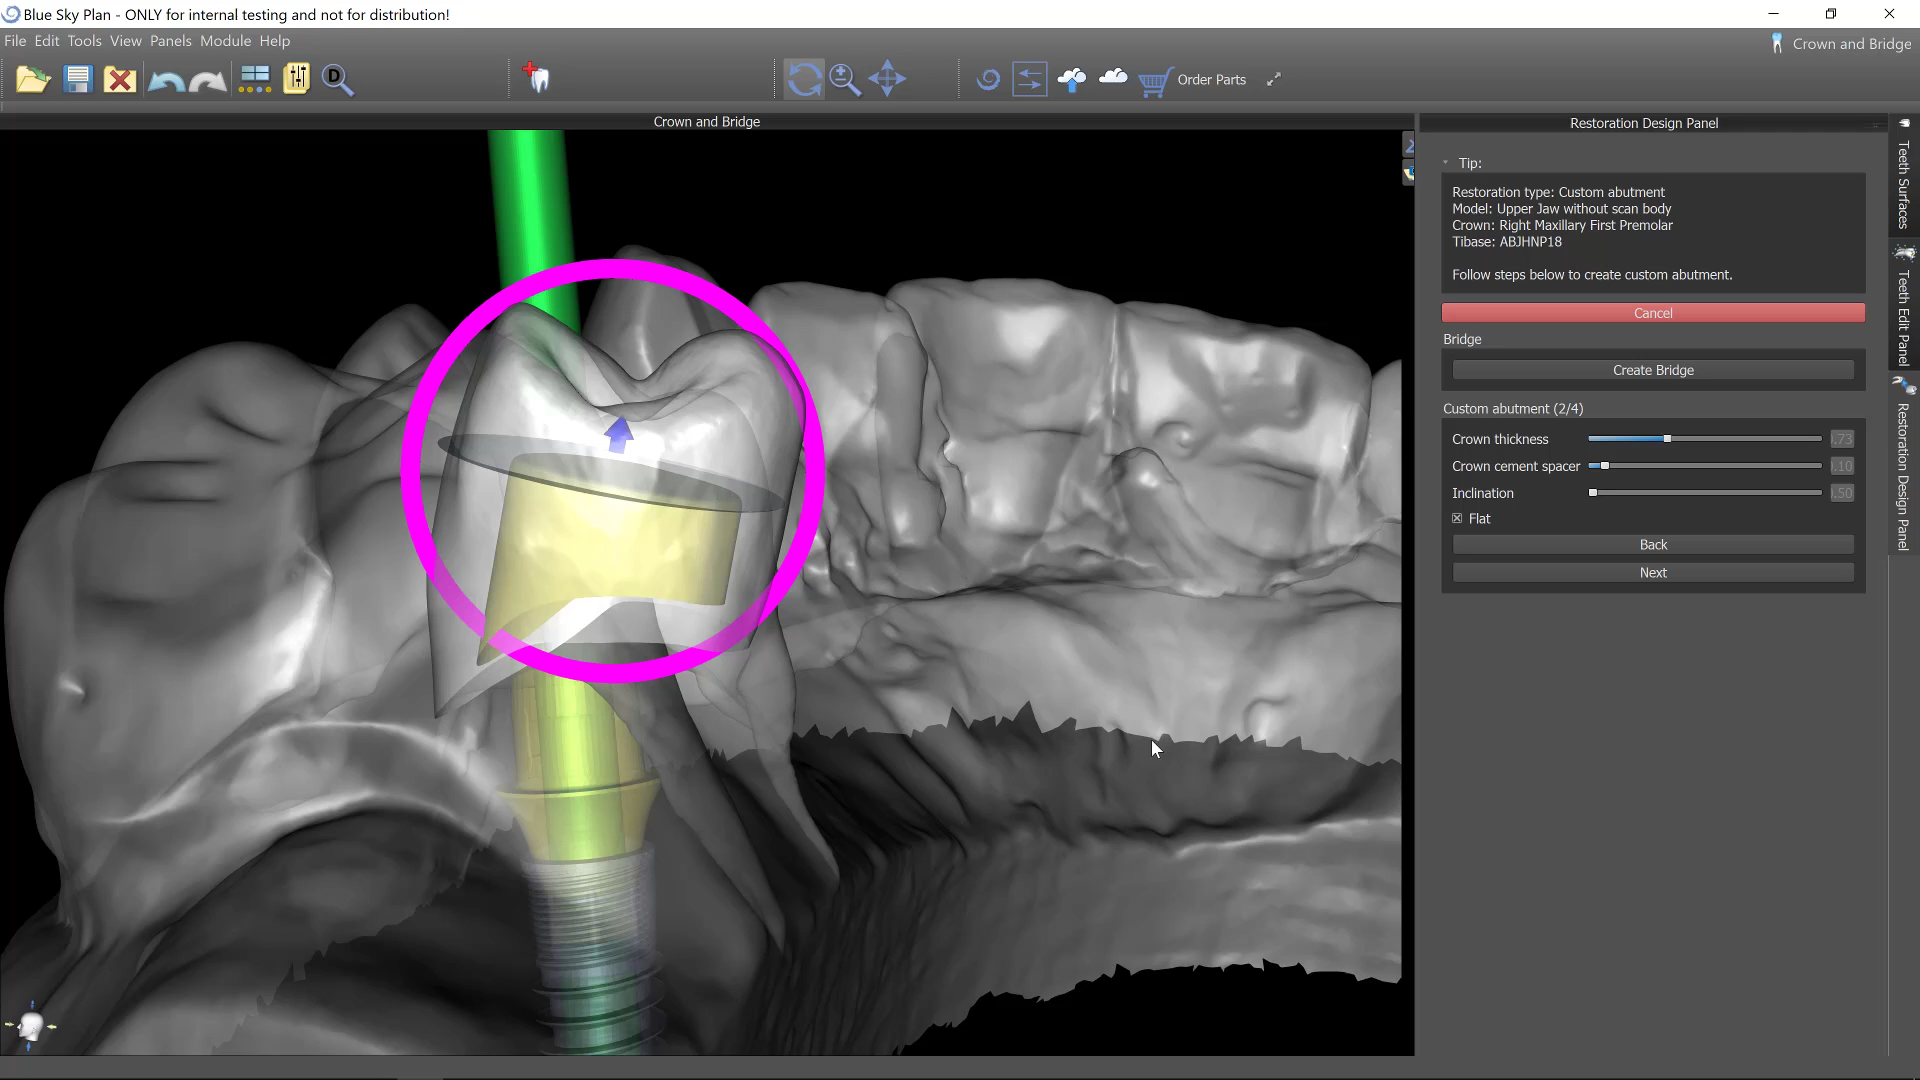 Blue Sky Plan - ONLY for internal testing and not for distribution!
File Edit Tools View Panels Module Help
Crown and Bridge
D
Order Parts
Crown and Bridge
Restoration Design Panel
Tip:
Restoration type: Custom abutment
Model: Upper Jaw without scan body
Crown: Right Maxillary First Premolar
Tibase: ABJHNP18
Follow steps below to create custom abutment.
Cancel
Bridge
Create Bridge
Custom abutment (2/4)
Crown thickness .73
Crown cement spacer .10
Inclination .50
Flat
Back
Next
Teeth Surfaces
Teeth Edit Panel
Restoration Design Panel